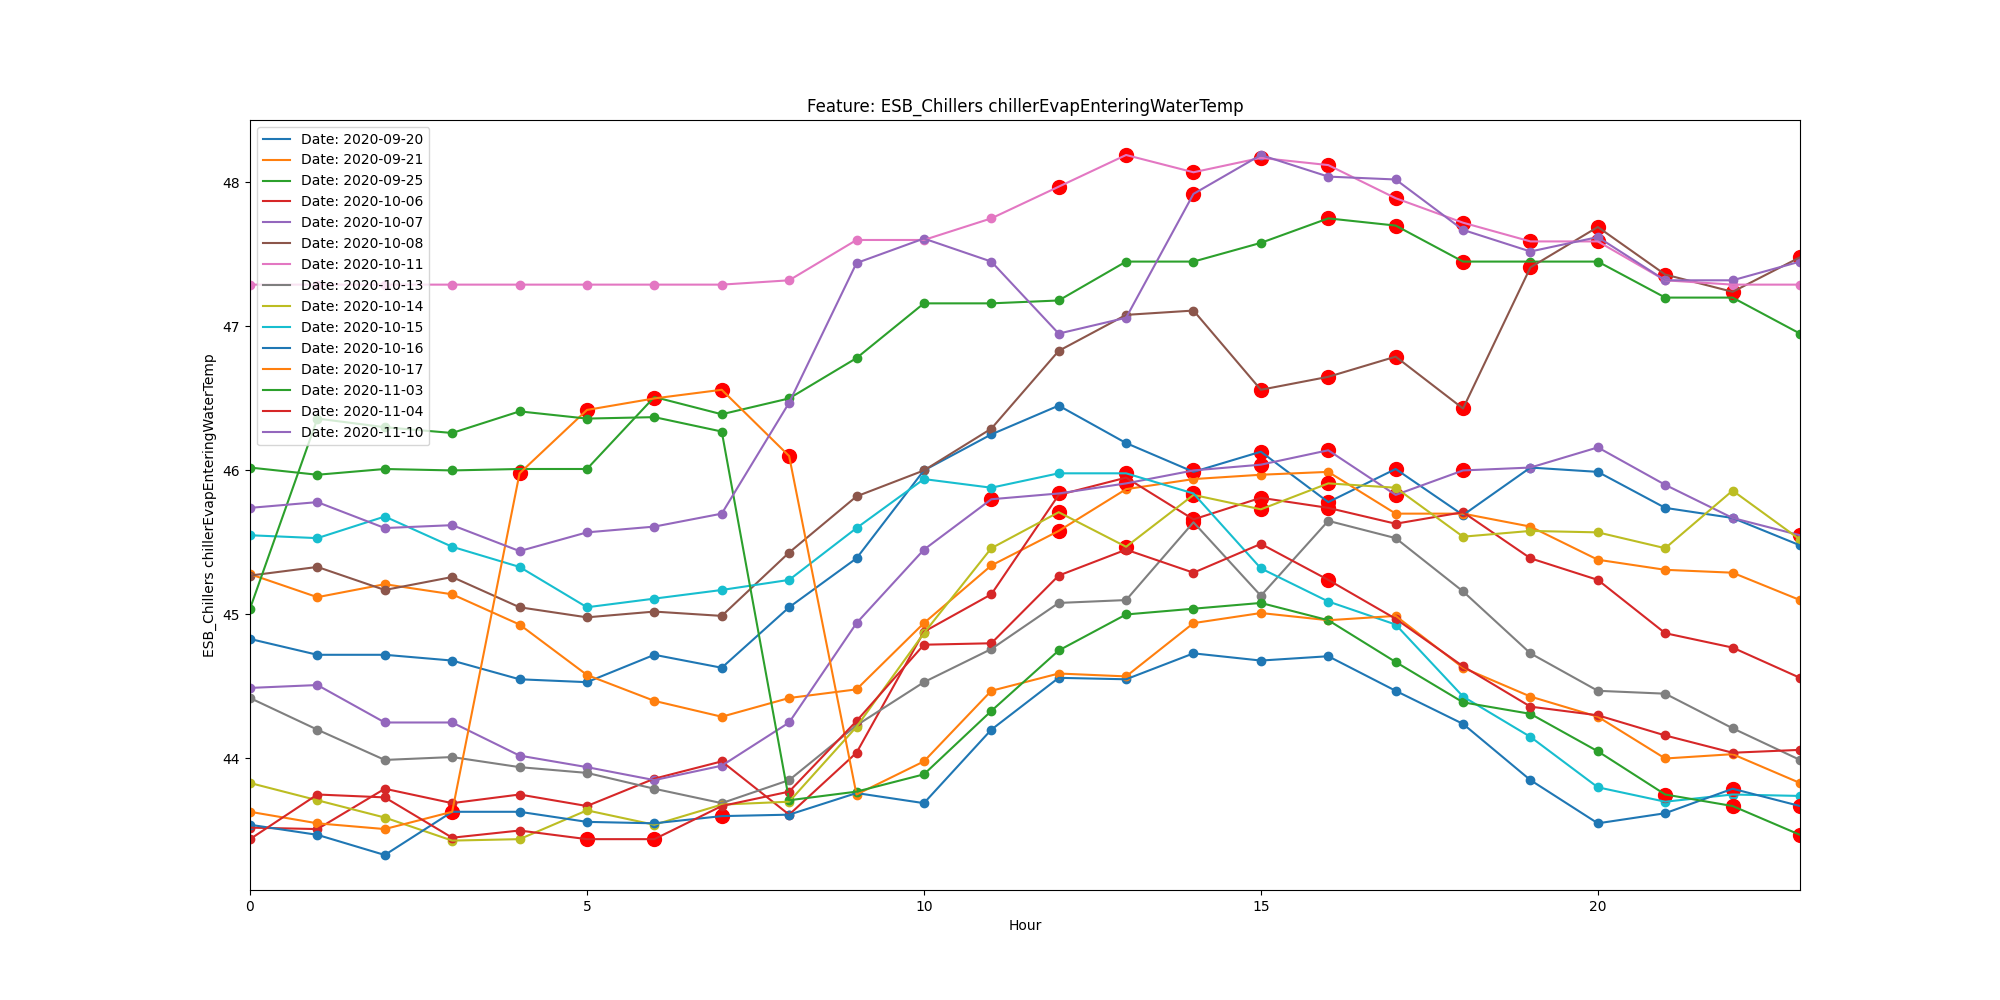 Feature: ESB_Chillers chillerEvapEnteringWaterTemp
Date: 2020-09-20
Date: 2020-09-21
Date: 2020-09-25
Date: 2020-10-06
Date: 2020-10-07
Date: 2020-10-08
Date: 2020-10-11
Date: 2020-10-13
Date: 2020-10-14
Date: 2020-10-15
Date: 2020-10-16
Date: 2020-10-17
Date: 2020-11-03
Date: 2020-11-04
Date: 2020-11-10
48
47
46
45
44
ESB_Chillers chillerEvapEnteringWaterTemp
0 5 10 15 20
Hour